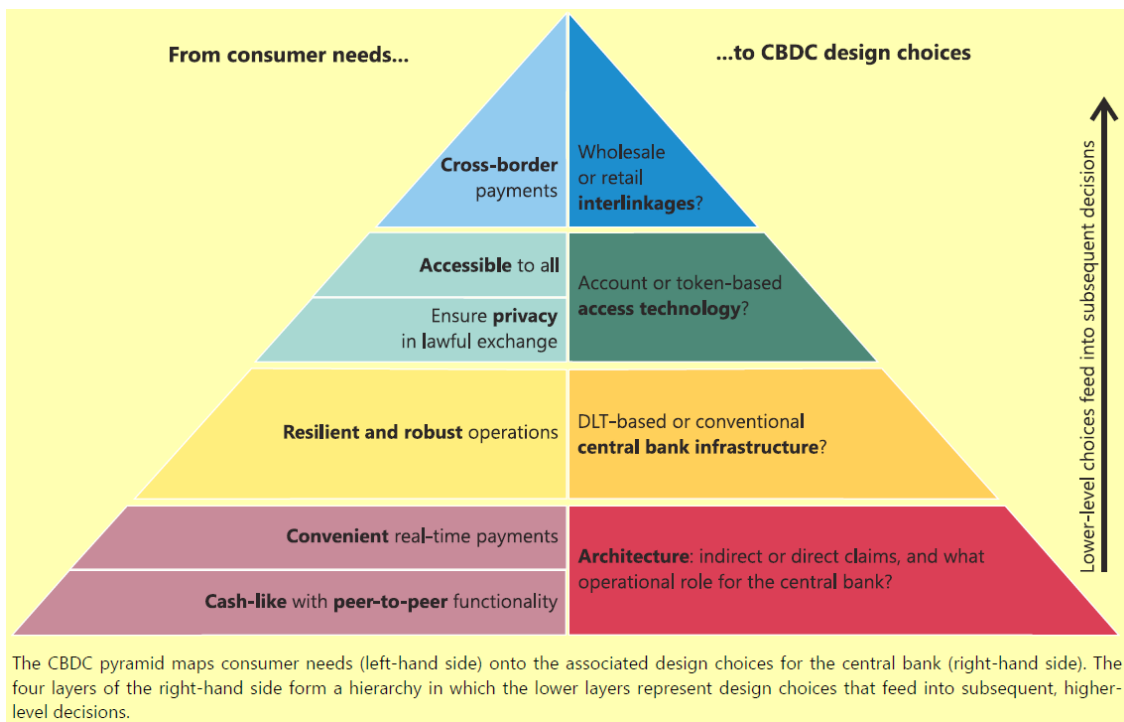 From consumer needs...
...to CBDC design choices
Cross-border
payments
Wholesale
or retail
interlinkages?
Accessible to all
Ensure privacy
in lawful exchange
Account or token-based
access technology?
Resilient and robust operations
DLT-based or conventional
central bank infrastructure?
Convenient real-time payments
Cash-like with peer-to-peer functionality
Architecture: indirect or direct claims, and what
operational role for the central bank?
Lower-level choices feed into subsequent decisions
The CBDC pyramid maps consumer needs (left-hand side) onto the associated design choices for the central bank (right-hand side). The
four layers of the right-hand side form a hierarchy in which the lower layers represent design choices that feed into subsequent, higher-
level decisions.